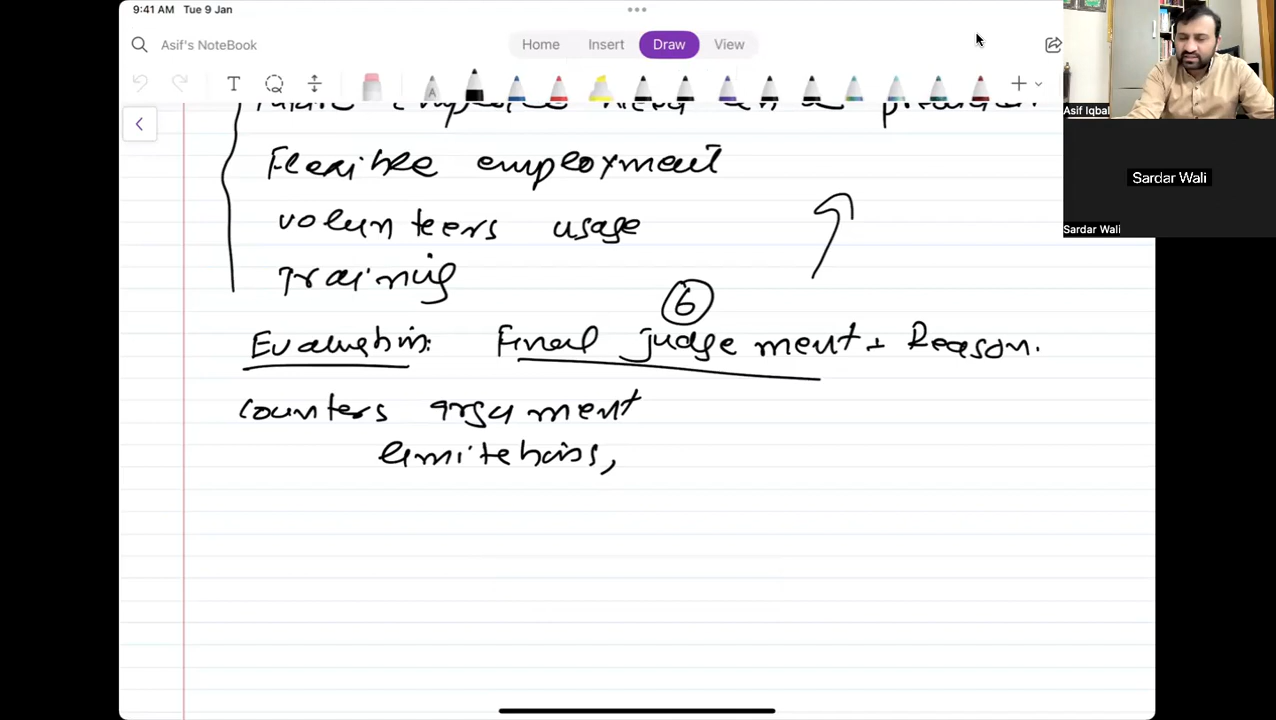 9:41 AM Tue 9 Jan
Asif's NoteBook
Home Insert Draw View
T
A
Asif Iqbal
Sardar Wali
Sardar Wali
Flexible employment
volunteers usage
Training
6
Evaluation: Final judgement + Reason.
counters argument
limitations,